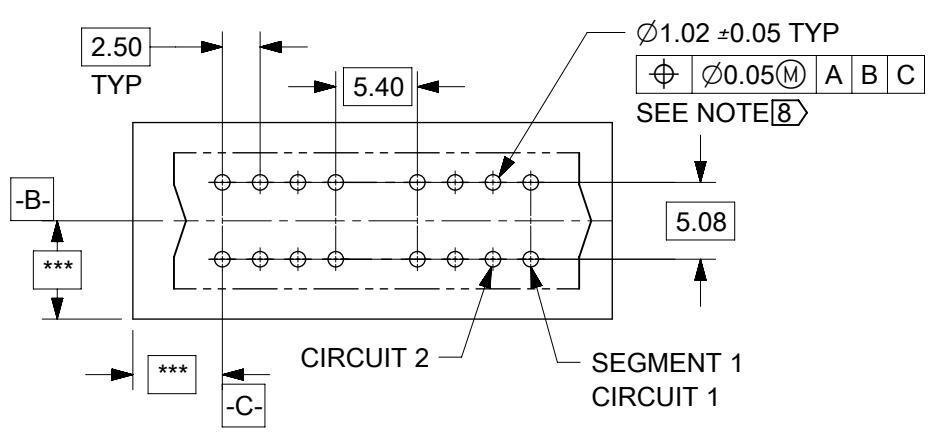 2.50
TYP
5.40
∅1.02 ±0.05 TYP
⌖ ∅0.05Ⓜ A B C
SEE NOTE 8
-B-
***
5.08
***
-C-
CIRCUIT 2
SEGMENT 1
CIRCUIT 1